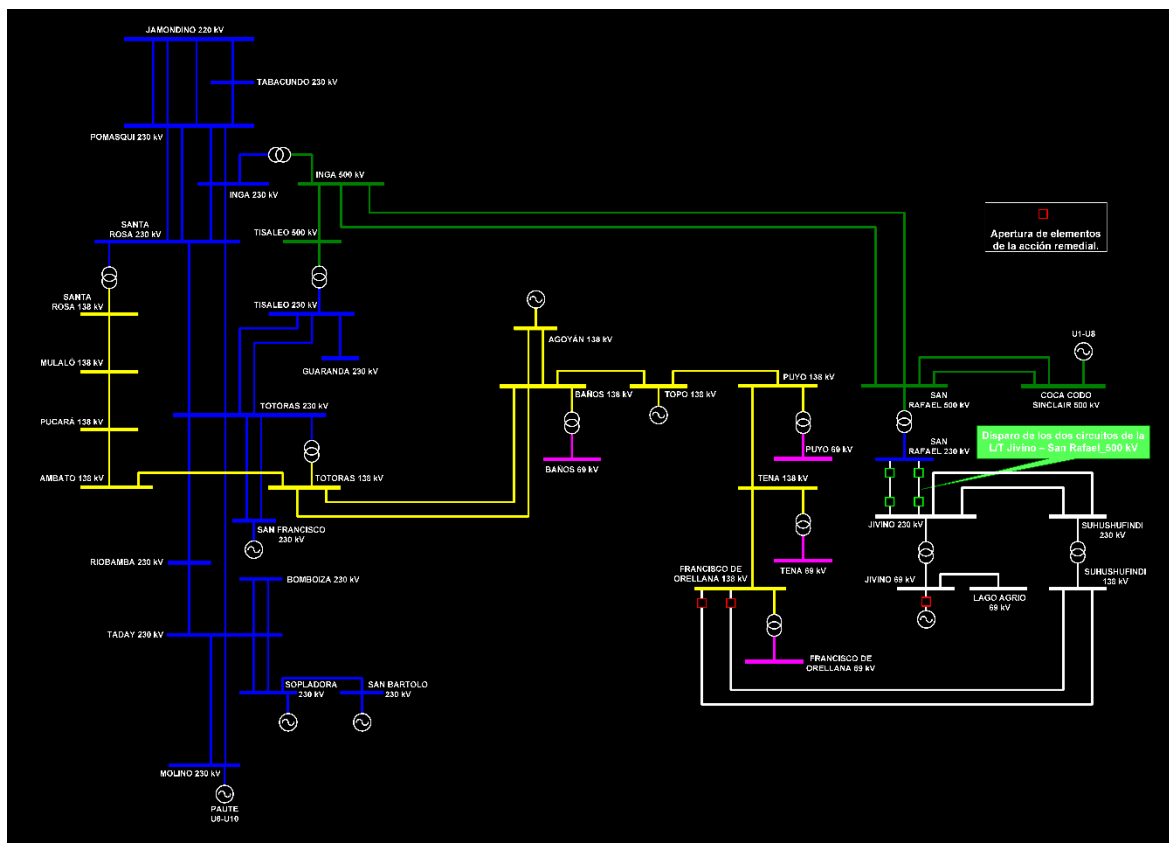 JAMONDINO 220 kV
TABACUNDO 230 kV
POMASQUI 230 kV
INGA 230 kV
INGA 500 kV
SANTA
ROSA 230 kV
TISALEO 500 kV
Apertura de elementos
de la acción remedial.
SANTA
ROSA 138 kV
TISALEO 230 kV
AGOYÁN 138 kV
U1-U8
MULALÓ 138 kV
GUARANDA 230 kV
BAÑOS 138 kV
TOPO 138 kV
PUYO 138 kV
SAN
RAFAEL 500 kV
COCA CODO
SINCLAIR 500 kV
PUCARÁ 138 kV
TOTORAS 230 kV
BAÑOS 69 kV
PUYO 69 kV
SAN
RAFAEL 230 kV
Disparo de los dos circuitos de la
L/T Jivino – San Rafael_500 kV
AMBATO 138 kV
TOTORAS 138 kV
TENA 138 kV
SAN FRANCISCO
230 kV
JIVINO 230 kV
SUHUSHUFINDI
230 kV
RIOBAMBA 230 kV
BOMBOIZA 230 kV
FRANCISCO DE
ORELLANA 138 kV
TENA 69 kV
JIVINO 69 kV
LAGO AGRIO
69 kV
SUHUSHUFINDI
138 kV
TADAY 230 kV
FRANCISCO DE
ORELLANA 69 kV
SOPLADORA
230 kV
SAN BARTOLO
230 kV
MOLINO 230 kV
PAUTE
U6-U10